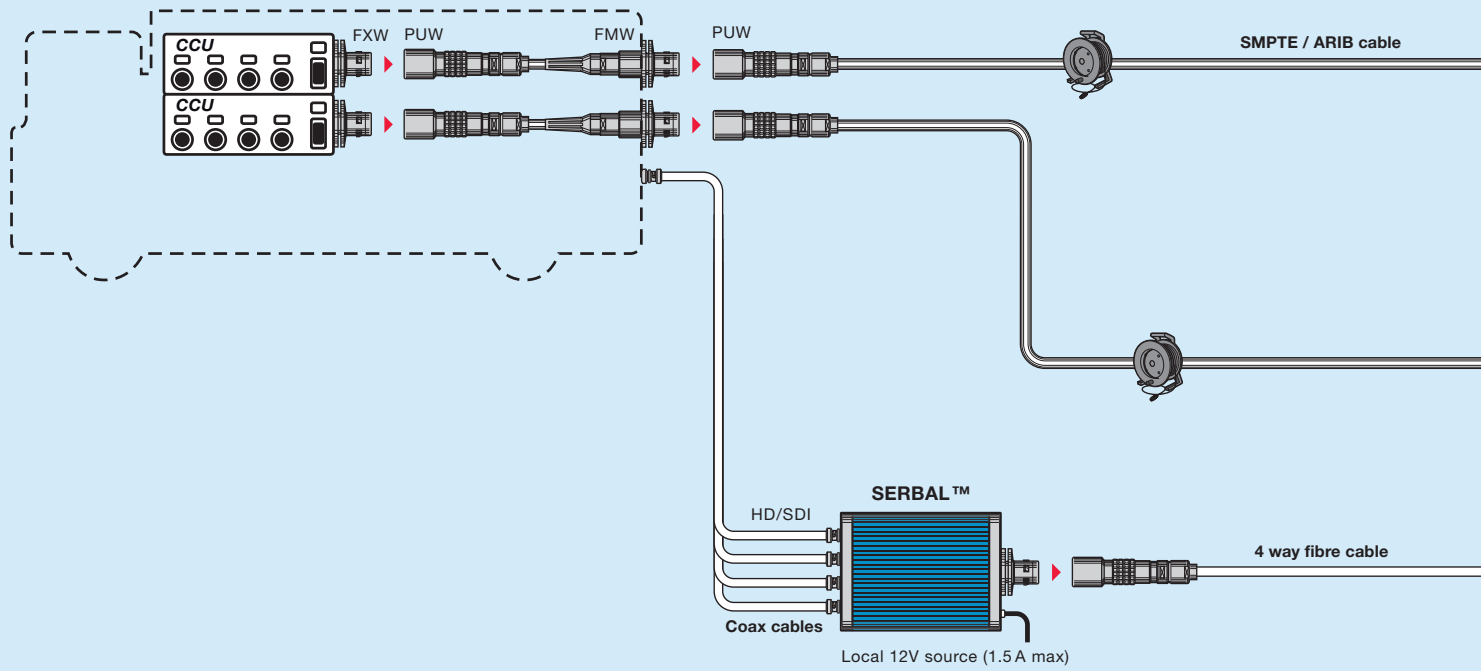 FXW
PUW
FMW
PUW
SMPTE / ARIB cable
CCU
CCU
SERBAL™
HD/SDI
4 way fibre cable
Coax cables
Local 12V source (1.5 A max)